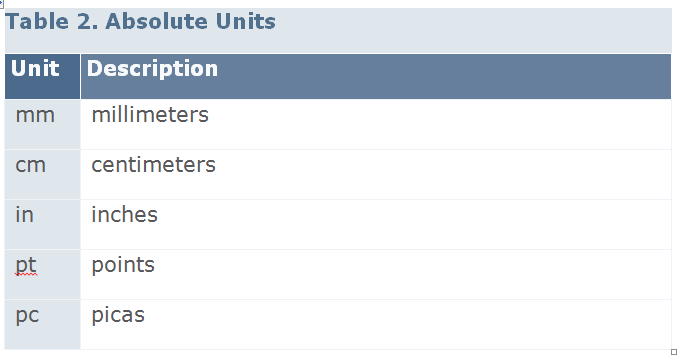 Table 2. Absolute Units
Unit Description
mm millimeters
cm centimeters
in inches
pt points
pc picas